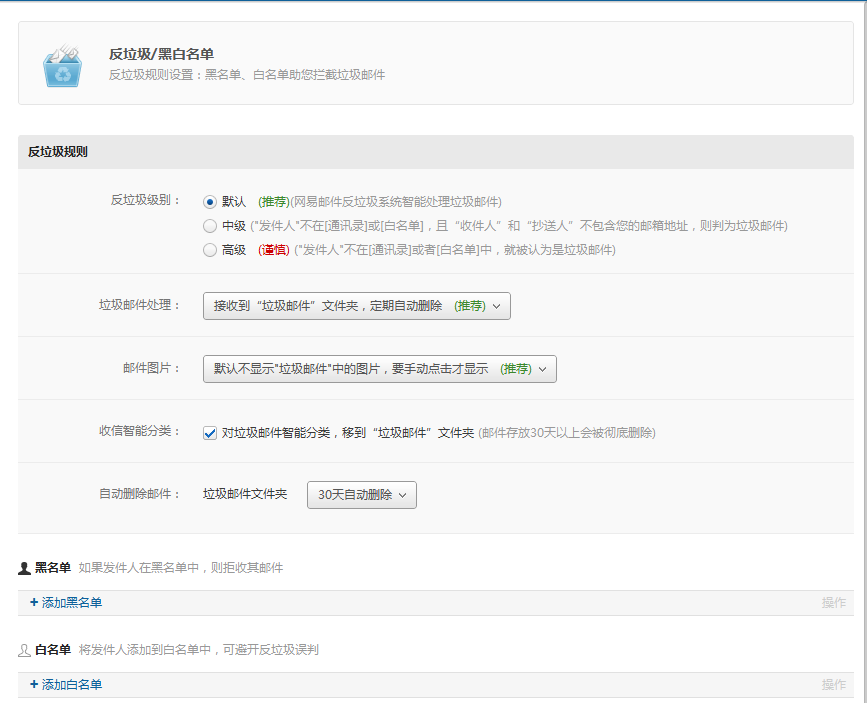 反垃圾/黑白名单
反垃圾规则设置：黑名单、白名单助您拦截垃圾邮件
反垃圾规则
反垃圾级别： 默认 (推荐)(网易邮件反垃圾系统智能处理垃圾邮件)
中级 ("发件人"不在[通讯录]或[白名单]，且“收件人”和“抄送人”不包含您的邮箱地址，则判为垃圾邮件)
高级 (谨慎) ("发件人"不在[通讯录]或者[白名单]中，就被认为是垃圾邮件)
垃圾邮件处理： 接收到“垃圾邮件”文件夹，定期自动删除 (推荐)
邮件图片： 默认不显示"垃圾邮件"中的图片，要手动点击才显示 (推荐)
收信智能分类： 对垃圾邮件智能分类，移到“垃圾邮件”文件夹 (邮件存放30天以上会被彻底删除)
自动删除邮件： 垃圾邮件文件夹 30天自动删除
黑名单 如果发件人在黑名单中，则拒收其邮件
+ 添加黑名单 操作
白名单 将发件人添加到白名单中，可避开反垃圾误判
+ 添加白名单 操作